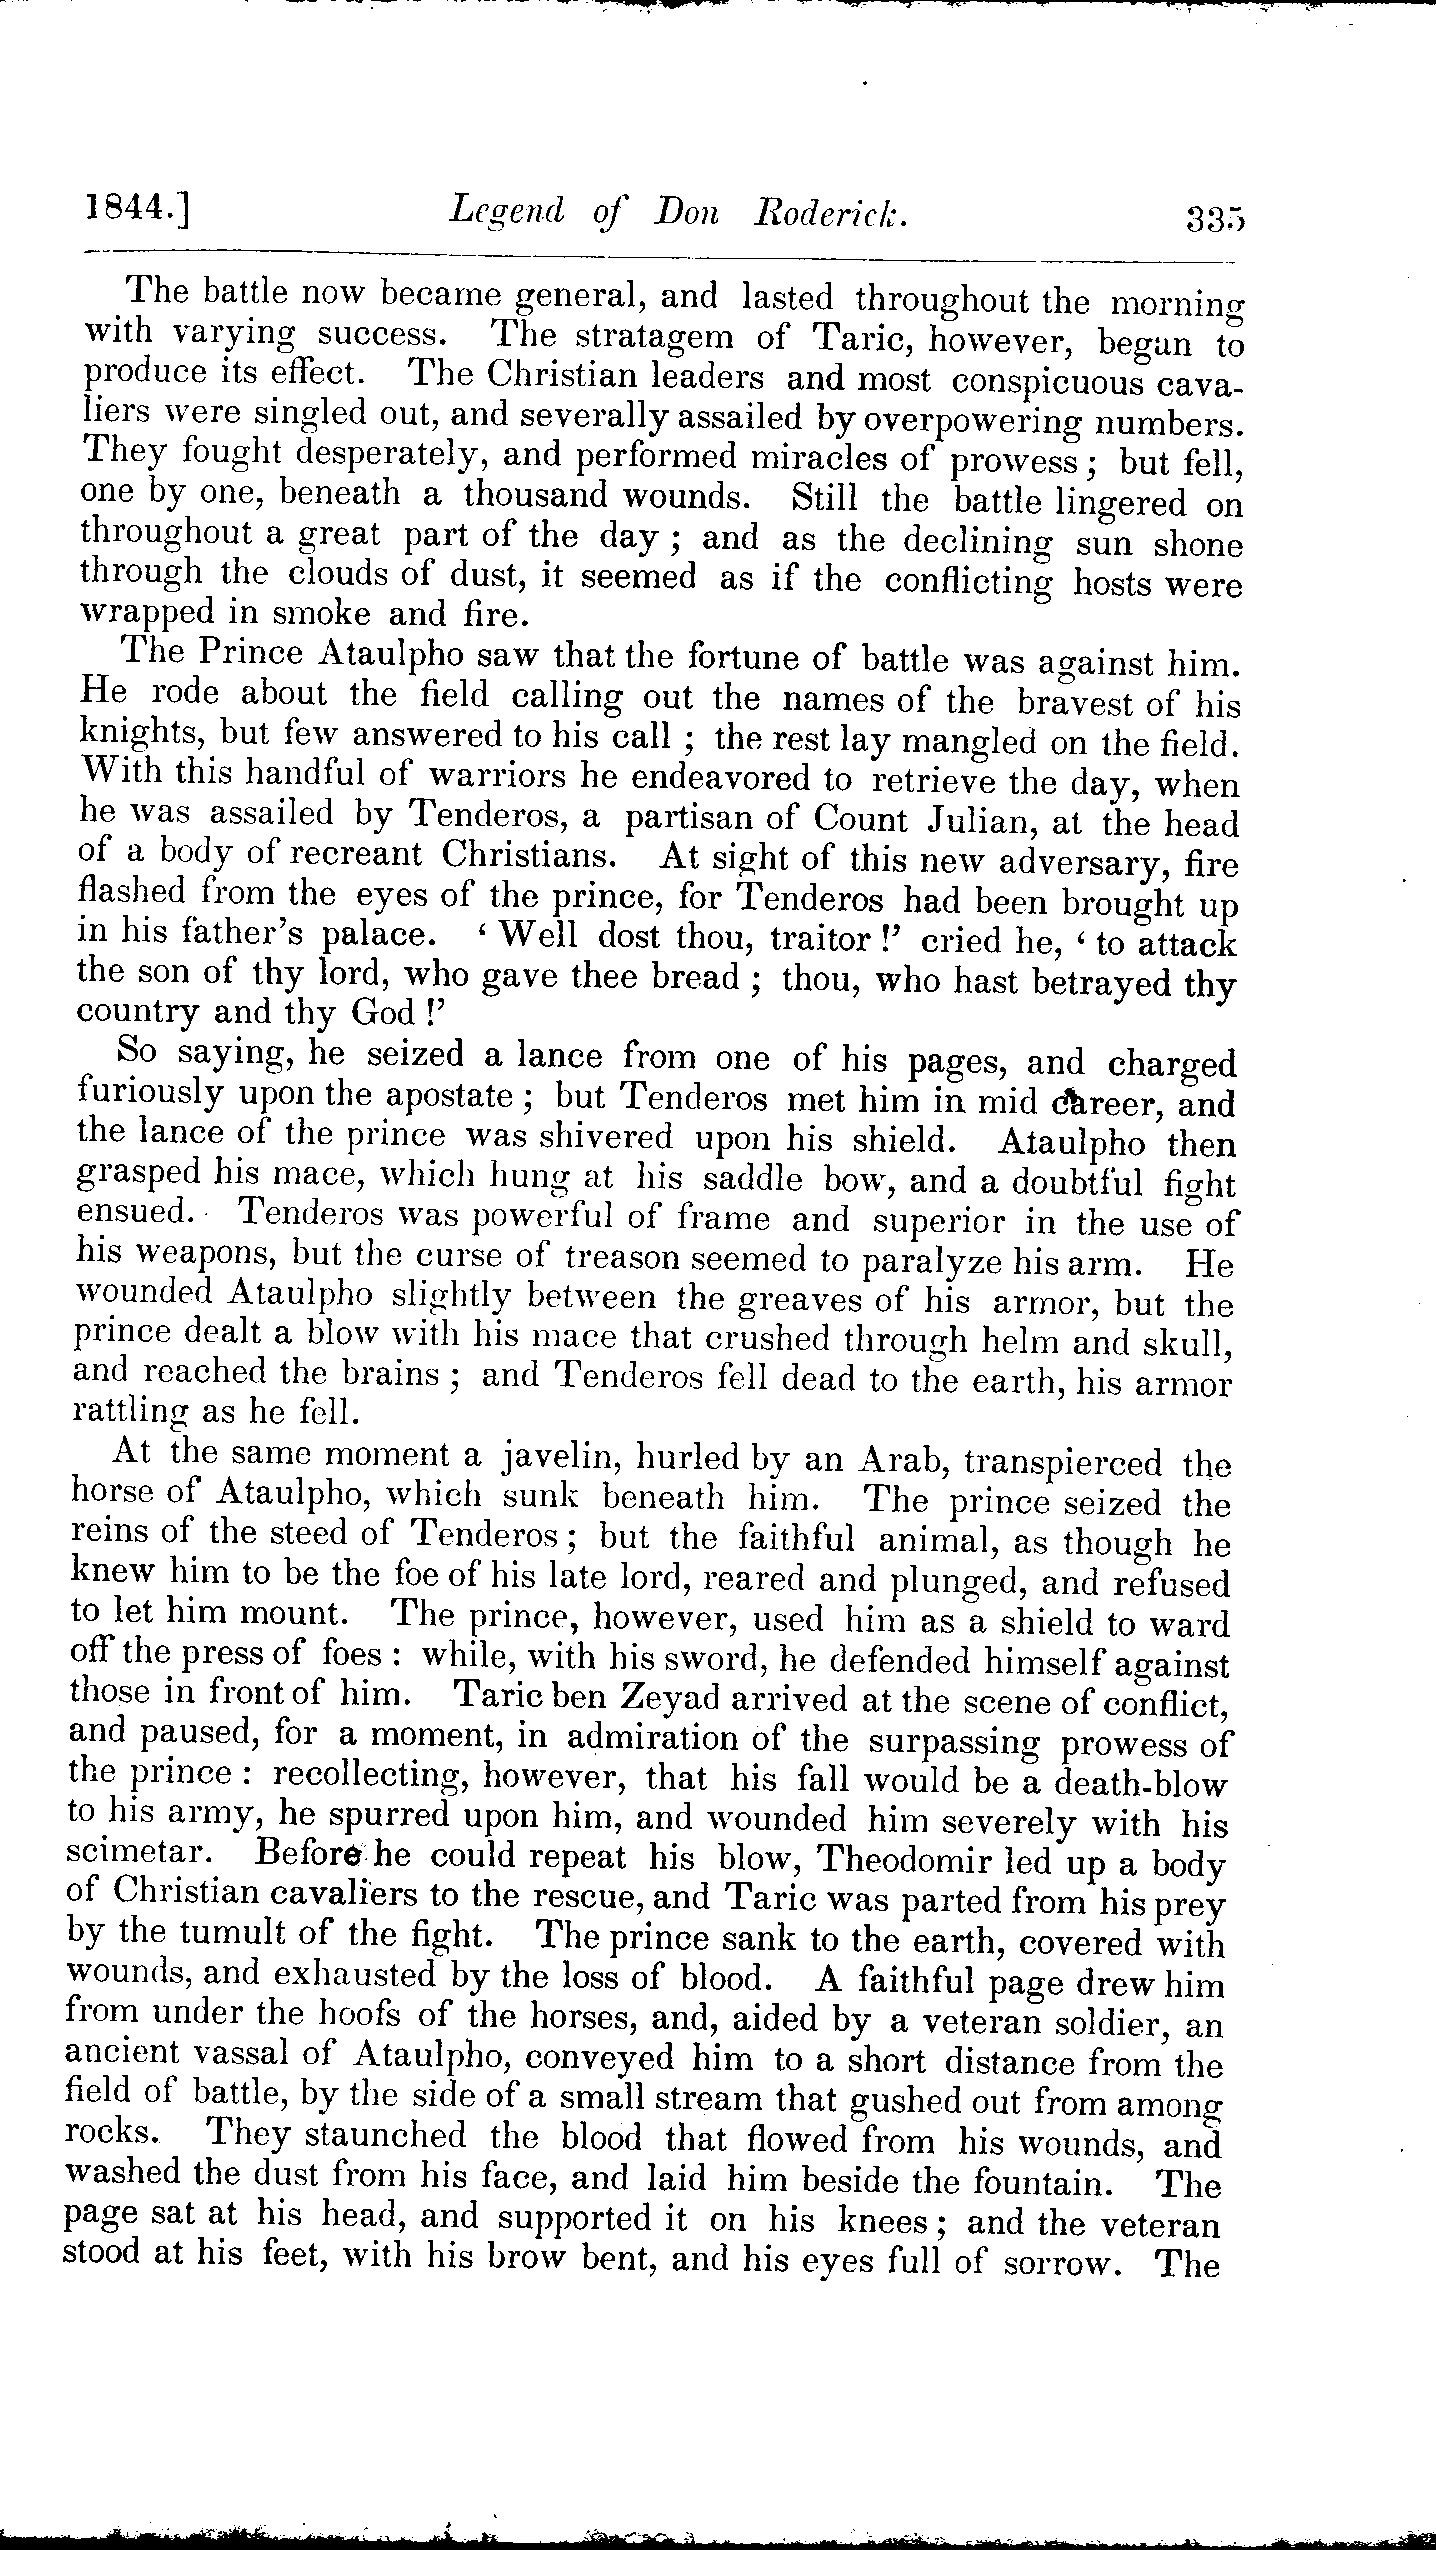 1844.] Legend of Don Roderick. 335
The battle now became general, and lasted throughout the morning
with varying success. The stratagem of Taric, however, began to
produce its effect. The Christian leaders and most conspicuous cava-
liers were singled out, and severally assailed by overpowering numbers.
They fought desperately, and performed miracles of prowess ; but fell,
one by one, beneath a thousand wounds. Still the battle lingered on
throughout a great part of the day ; and as the declining sun shone
through the clouds of dust, it seemed as if the conflicting hosts were
wrapped in smoke and fire.
The Prince Ataulpho saw that the fortune of battle was against him.
He rode about the field calling out the names of the bravest of his
knights, but few answered to his call ; the rest lay mangled on the field.
With this handful of warriors he endeavored to retrieve the day, when
he was assailed by Tenderos, a partisan of Count Julian, at the head
of a body of recreant Christians. At sight of this new adversary, fire
flashed from the eyes of the prince, for Tenderos had been brought up
in his father's palace. ‘ Well dost thou, traitor !’ cried he, ‘ to attack
the son of thy lord, who gave thee bread ; thou, who hast betrayed thy
country and thy God !’
So saying, he seized a lance from one of his pages, and charged
furiously upon the apostate ; but Tenderos met him in mid career, and
the lance of the prince was shivered upon his shield. Ataulpho then
grasped his mace, which hung at his saddle bow, and a doubtful fight
ensued. Tenderos was powerful of frame and superior in the use of
his weapons, but the curse of treason seemed to paralyze his arm. He
wounded Ataulpho slightly between the greaves of his armor, but the
prince dealt a blow with his mace that crushed through helm and skull,
and reached the brains ; and Tenderos fell dead to the earth, his armor
rattling as he fell.
At the same moment a javelin, hurled by an Arab, transpierced the
horse of Ataulpho, which sunk beneath him. The prince seized the
reins of the steed of Tenderos ; but the faithful animal, as though he
knew him to be the foe of his late lord, reared and plunged, and refused
to let him mount. The prince, however, used him as a shield to ward
off the press of foes : while, with his sword, he defended himself against
those in front of him. Taric ben Zeyad arrived at the scene of conflict,
and paused, for a moment, in admiration of the surpassing prowess of
the prince : recollecting, however, that his fall would be a death-blow
to his army, he spurred upon him, and wounded him severely with his
scimetar. Before he could repeat his blow, Theodomir led up a body
of Christian cavaliers to the rescue, and Taric was parted from his prey
by the tumult of the fight. The prince sank to the earth, covered with
wounds, and exhausted by the loss of blood. A faithful page drew him
from under the hoofs of the horses, and, aided by a veteran soldier, an
ancient vassal of Ataulpho, conveyed him to a short distance from the
field of battle, by the side of a small stream that gushed out from among
rocks. They staunched the blood that flowed from his wounds, and
washed the dust from his face, and laid him beside the fountain. The
page sat at his head, and supported it on his knees ; and the veteran
stood at his feet, with his brow bent, and his eyes full of sorrow. The